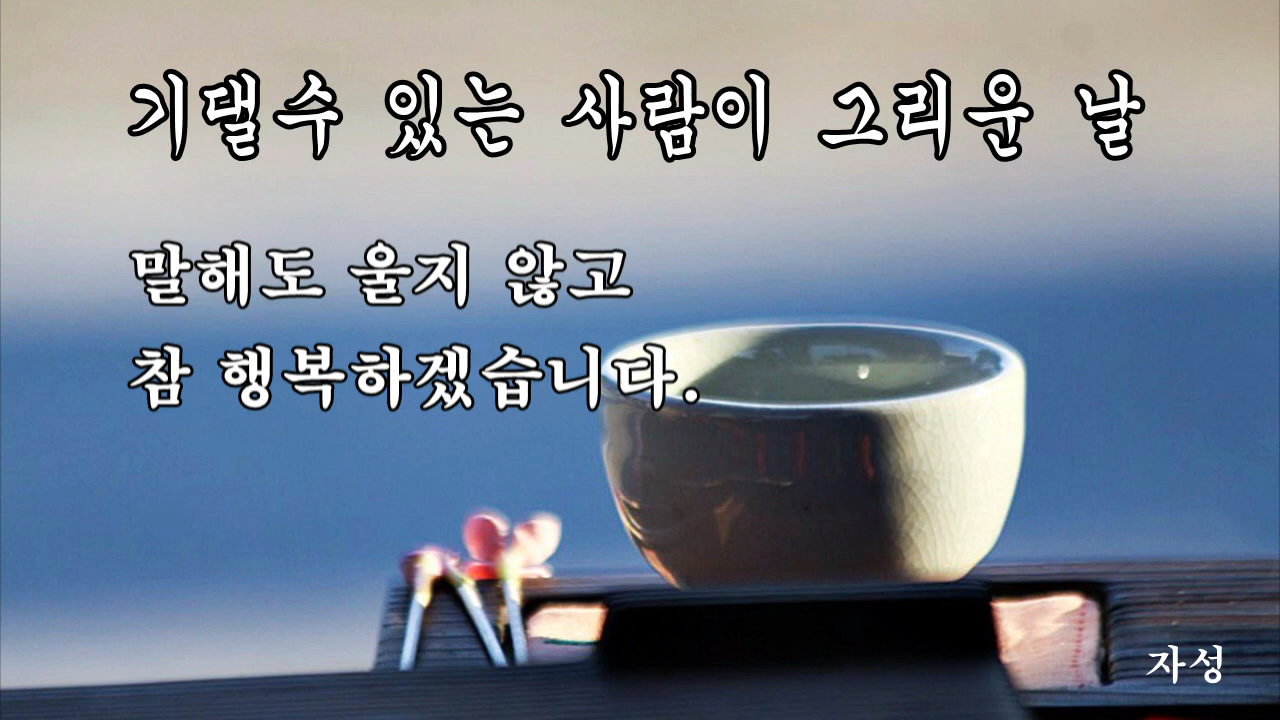 기댈수 있는 사람이 그리운 날
말해도 울지 않고
참 행복하겠습니다.
자성